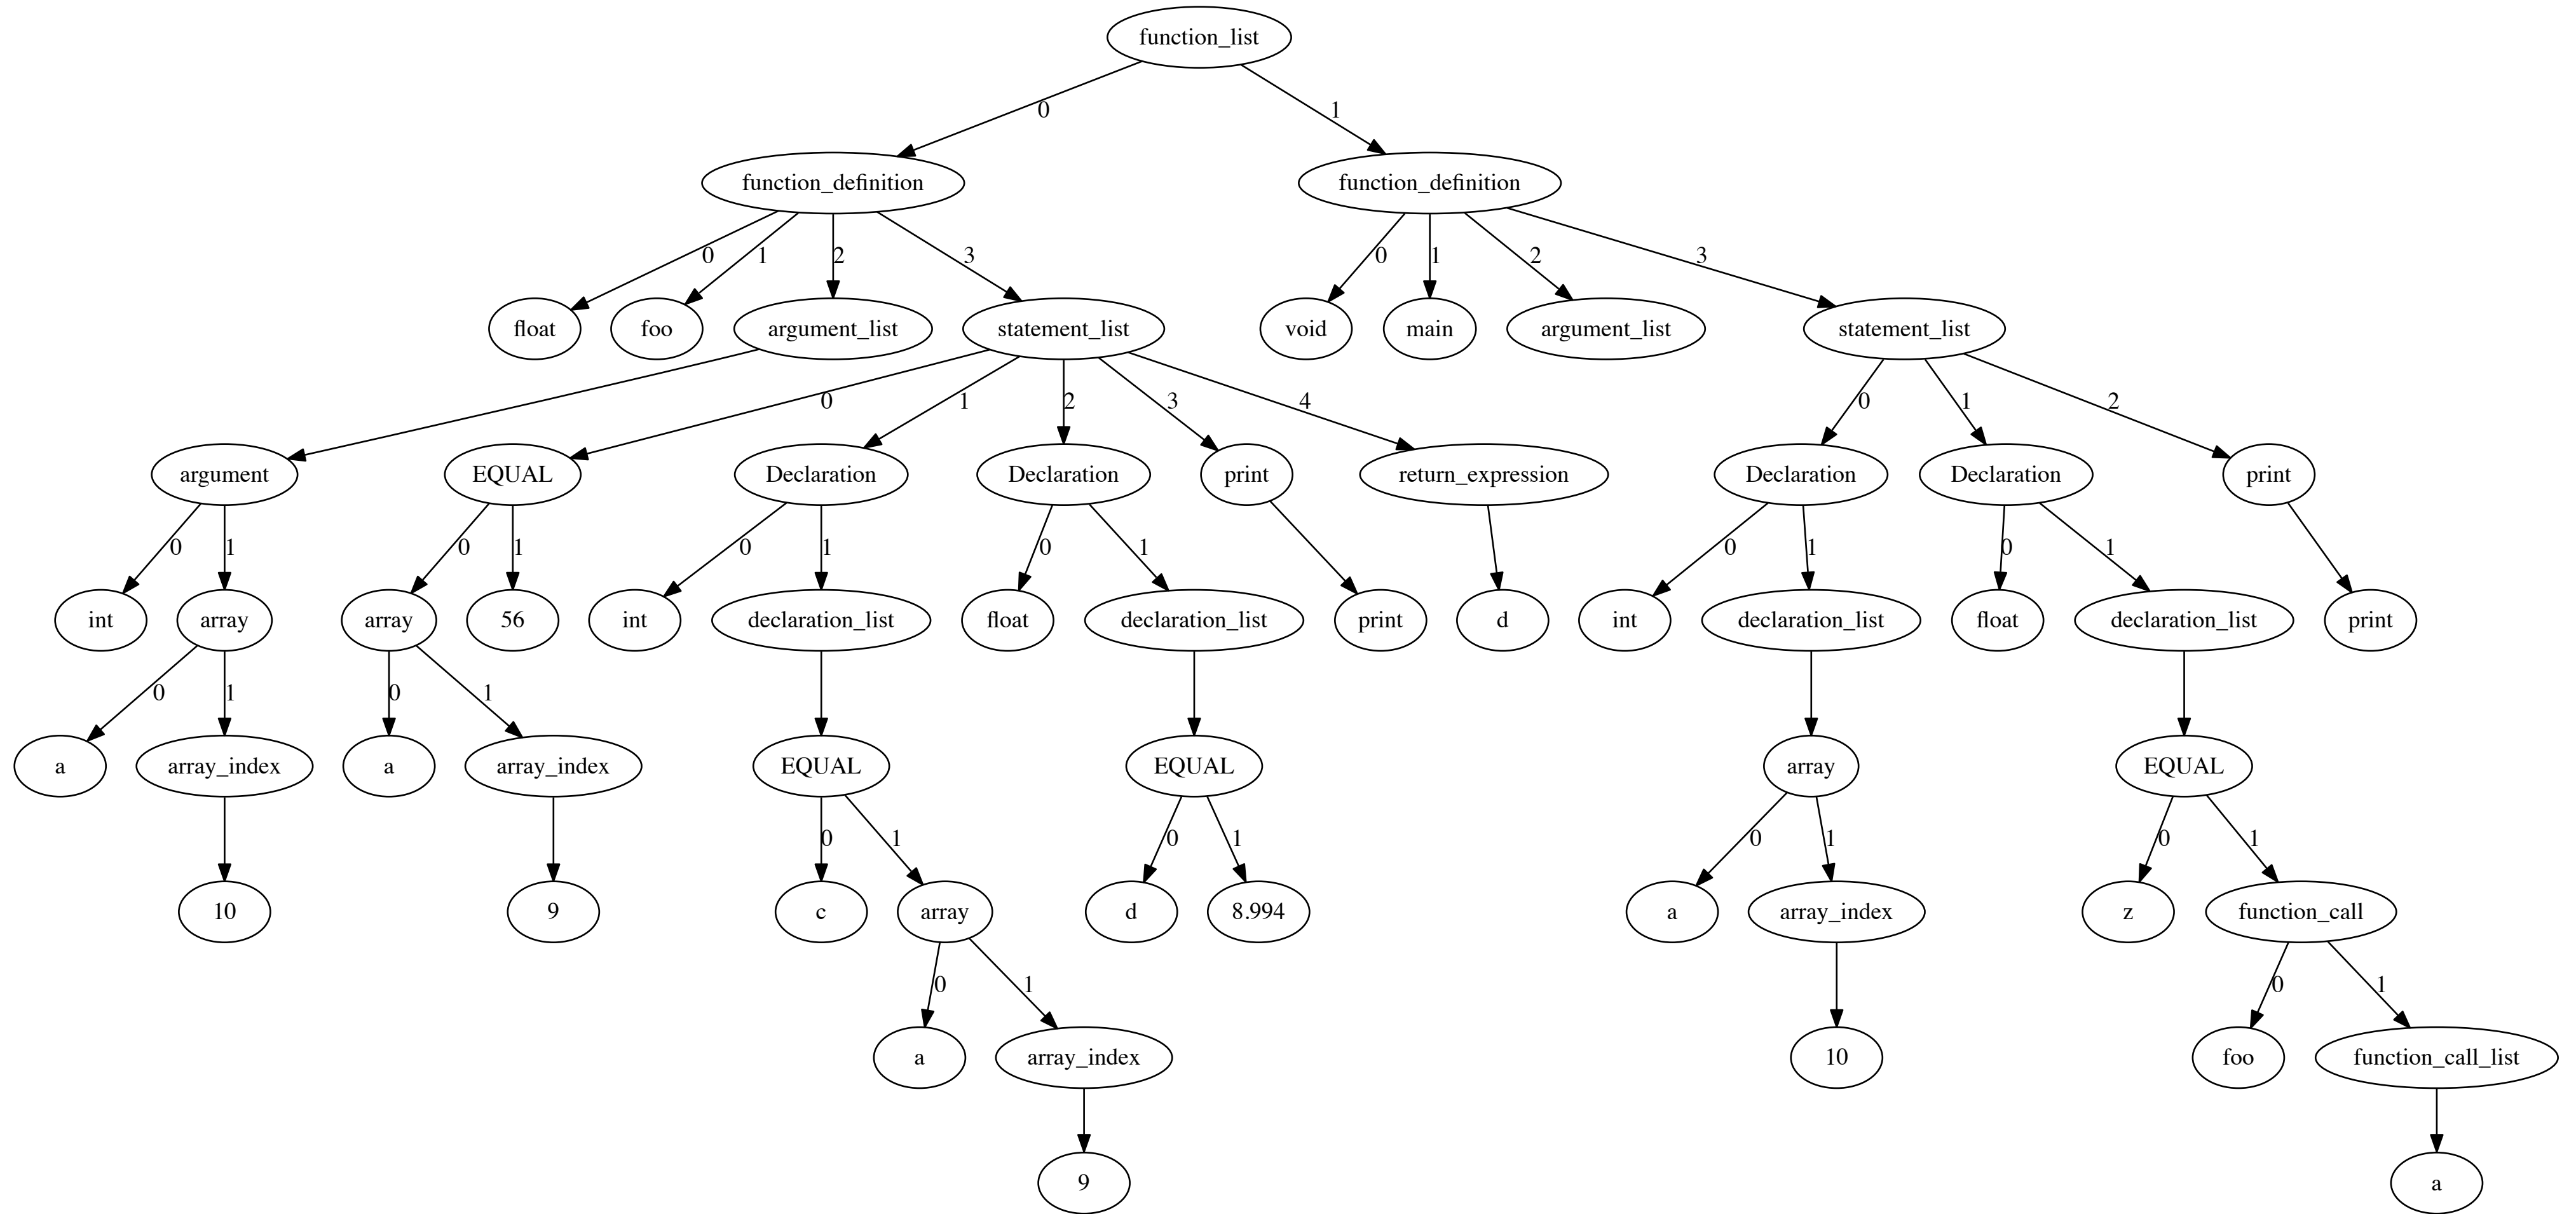 function_list
0 1
function_definition function_definition
0 1 2 3 0 1 2 3
float foo argument_list statement_list void main argument_list statement_list
0 1 2 3 4 0 1 2
argument EQUAL Declaration Declaration print return_expression Declaration Declaration print
0 1 0 1 0 1 0 1 0 1 0 1
int array array 56 int declaration_list float declaration_list print d int declaration_list float declaration_list print
0 1 0 1
a array_index a array_index EQUAL EQUAL array EQUAL
0 1 0 1 0 1 0 1
10 9 c array d 8.994 a array_index z function_call
0 1 0 1
a array_index 10 foo function_call_list
9 a